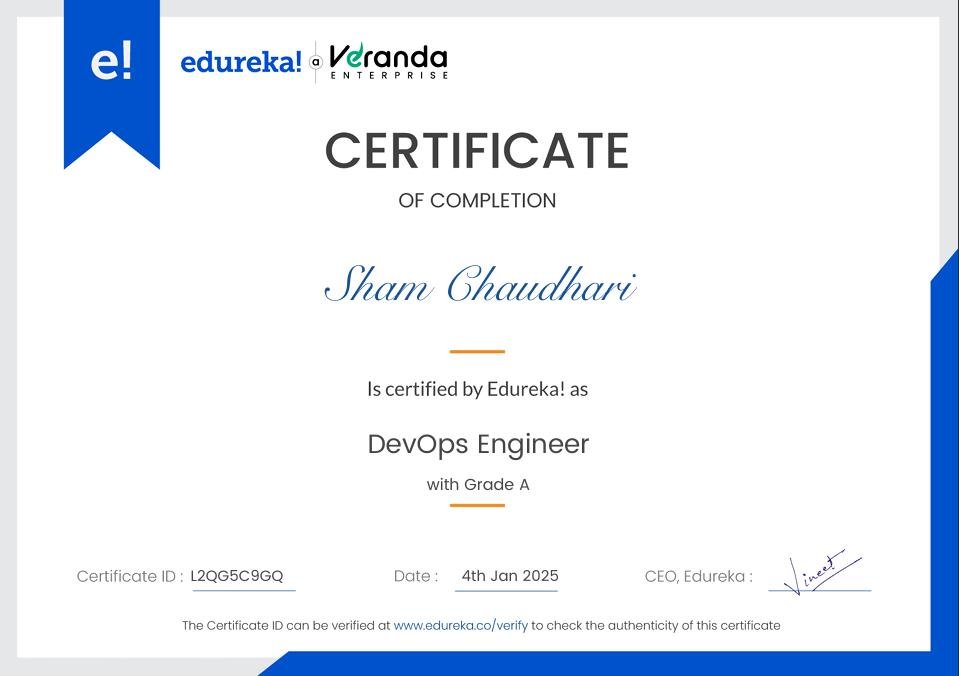 e!
edureka! a Veranda
ENTERPRISE
CERTIFICATE
OF COMPLETION
Sham Chaudhari
Is certified by Edureka! as
DevOps Engineer
with Grade A
Certificate ID : L2QG5C9GQ Date : 4th Jan 2025 CEO, Edureka : Vineet
The Certificate ID can be verified at www.edureka.co/verify to check the authenticity of this certificate